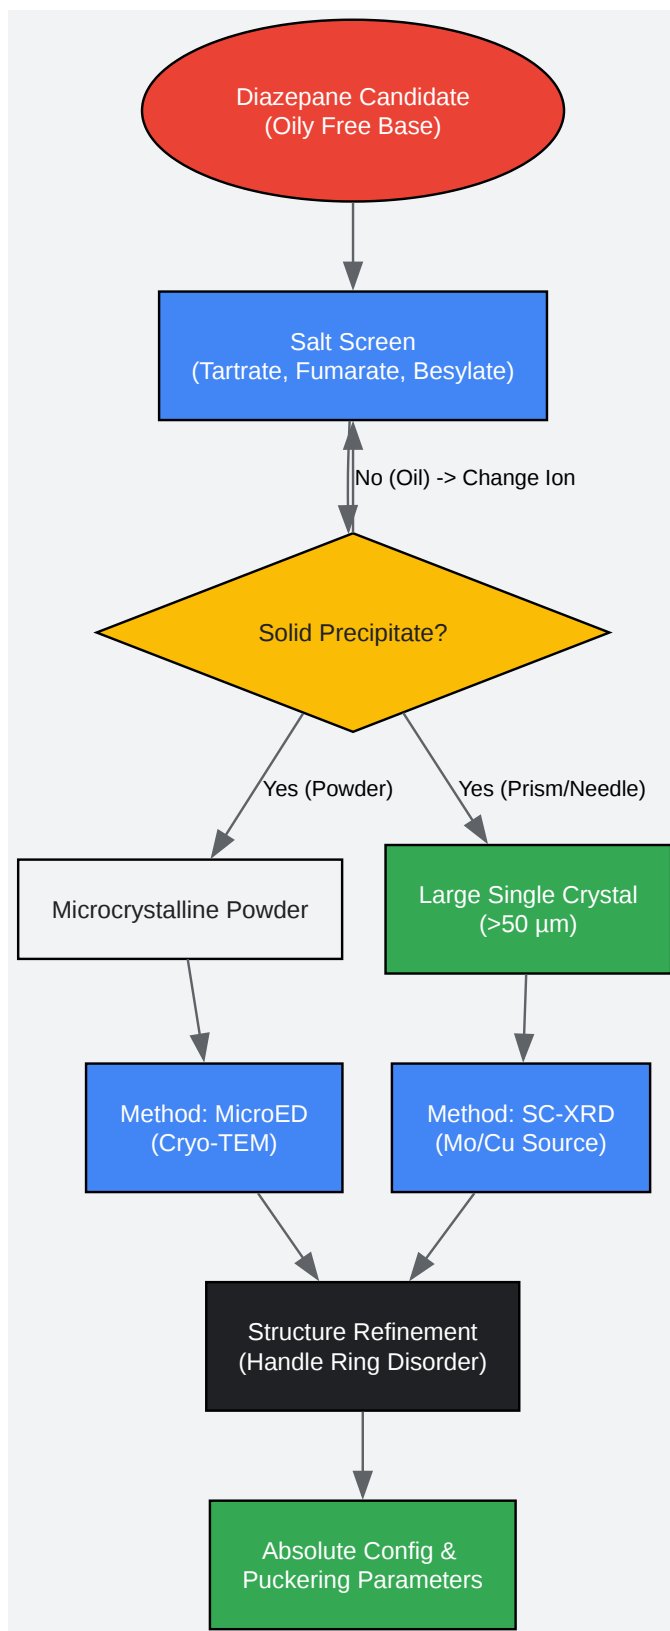 Diazepane Candidate
(Oily Free Base)
Salt Screen
(Tartrate, Fumarate, Besylate)
No (Oil) -> Change Ion
Solid Precipitate?
Yes (Powder)
Yes (Prism/Needle)
Microcrystalline Powder
Large Single Crystal
(>50 µm)
Method: MicroED
(Cryo-TEM)
Method: SC-XRD
(Mo/Cu Source)
Structure Refinement
(Handle Ring Disorder)
Absolute Config &
Puckering Parameters